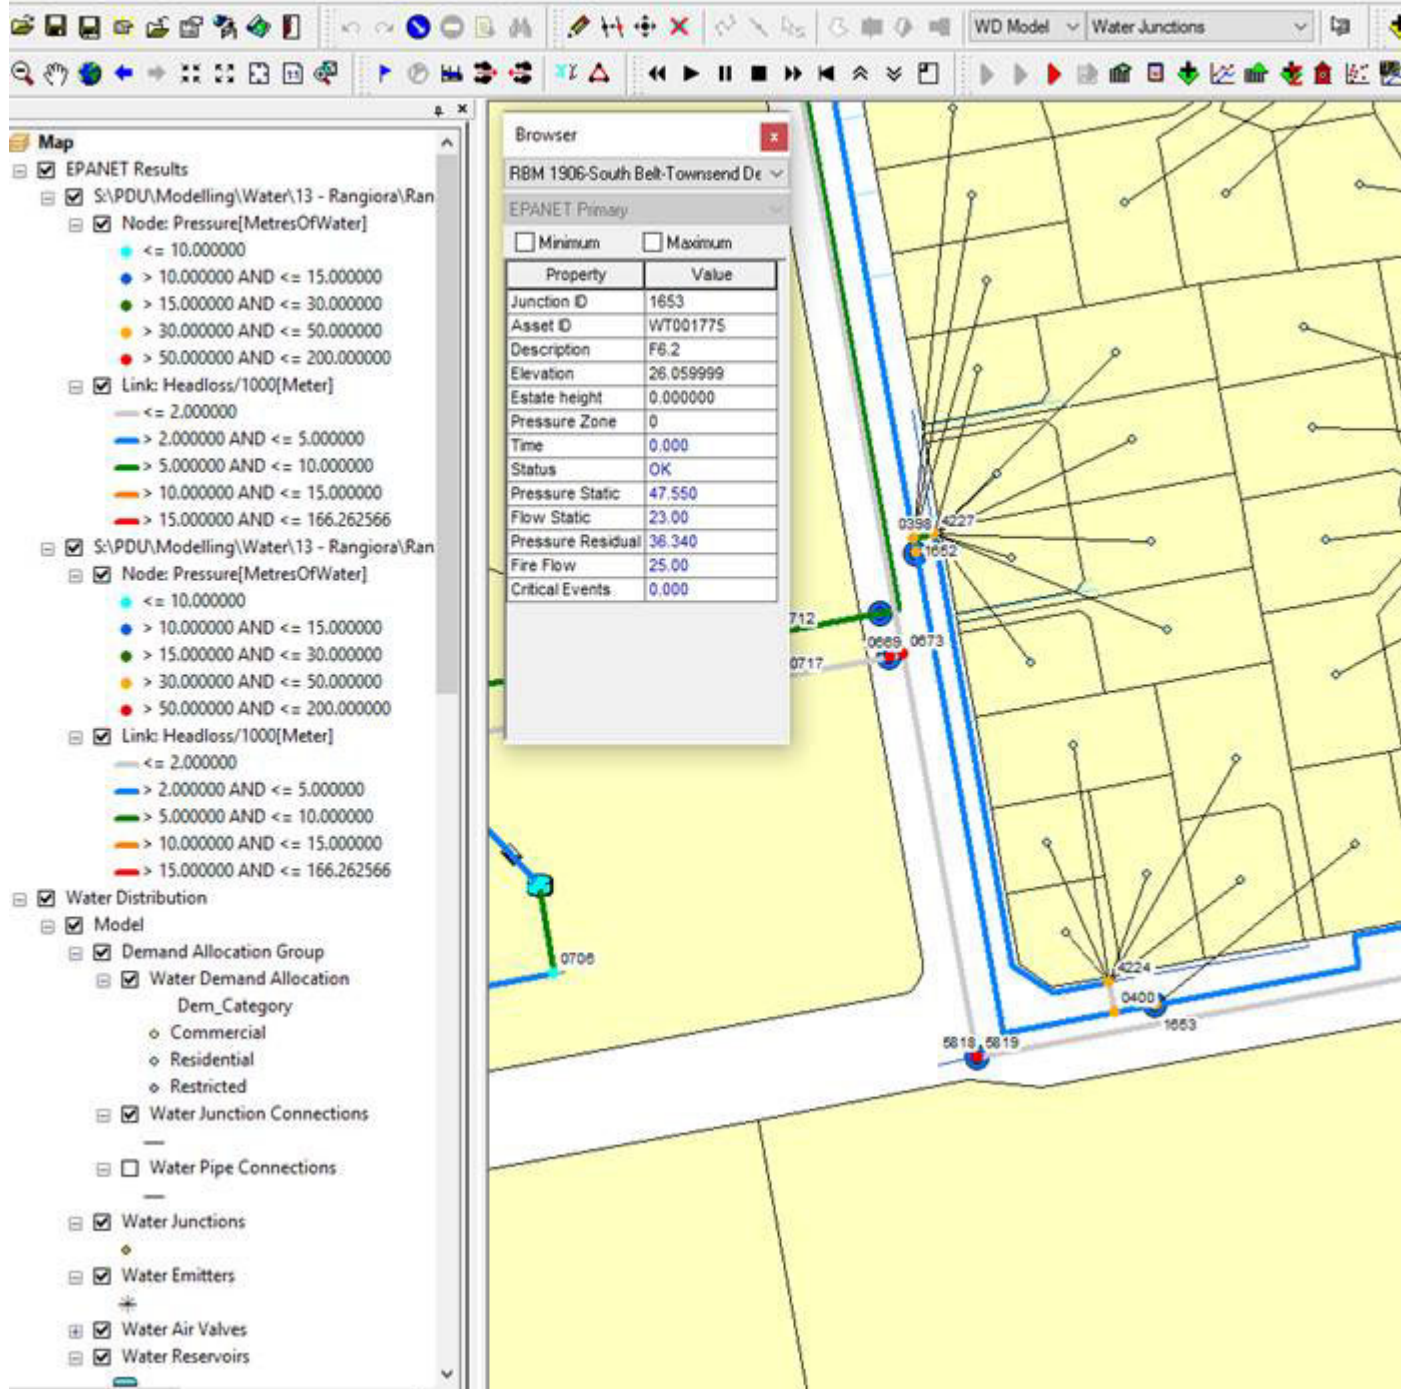 WD Model
Water Junctions
Map
EPANET Results
S:\PDU\Modelling\Water\13 - Rangiora\Ran
Node: Pressure[MetresOfWater]
<= 10.000000
> 10.000000 AND <= 15.000000
> 15.000000 AND <= 30.000000
> 30.000000 AND <= 50.000000
> 50.000000 AND <= 200.000000
Link: Headloss/1000[Meter]
<= 2.000000
> 2.000000 AND <= 5.000000
> 5.000000 AND <= 10.000000
> 10.000000 AND <= 15.000000
> 15.000000 AND <= 166.262566
S:\PDU\Modelling\Water\13 - Rangiora\Ran
Node: Pressure[MetresOfWater]
<= 10.000000
> 10.000000 AND <= 15.000000
> 15.000000 AND <= 30.000000
> 30.000000 AND <= 50.000000
> 50.000000 AND <= 200.000000
Link: Headloss/1000[Meter]
<= 2.000000
> 2.000000 AND <= 5.000000
> 5.000000 AND <= 10.000000
> 10.000000 AND <= 15.000000
> 15.000000 AND <= 166.262566
Water Distribution
Model
Demand Allocation Group
Water Demand Allocation
Dem_Category
Commercial
Residential
Restricted
Water Junction Connections
Water Pipe Connections
Water Junctions
Water Emitters
Water Air Valves
Water Reservoirs
Browser
RBM 1906-South Belt-Townsend De
EPANET Primary
Minimum Maximum
Property Value
Junction ID 1653
Asset ID WT001775
Description F6.2
Elevation 26.059999
Estate height 0.000000
Pressure Zone 0
Time 0.000
Status OK
Pressure Static 47.550
Flow Static 23.00
Pressure Residual 36.340
Fire Flow 25.00
Critical Events 0.000
0398 4227
1652
712
0669 0673
0717
0706
4224
0400
1653
5818 5819